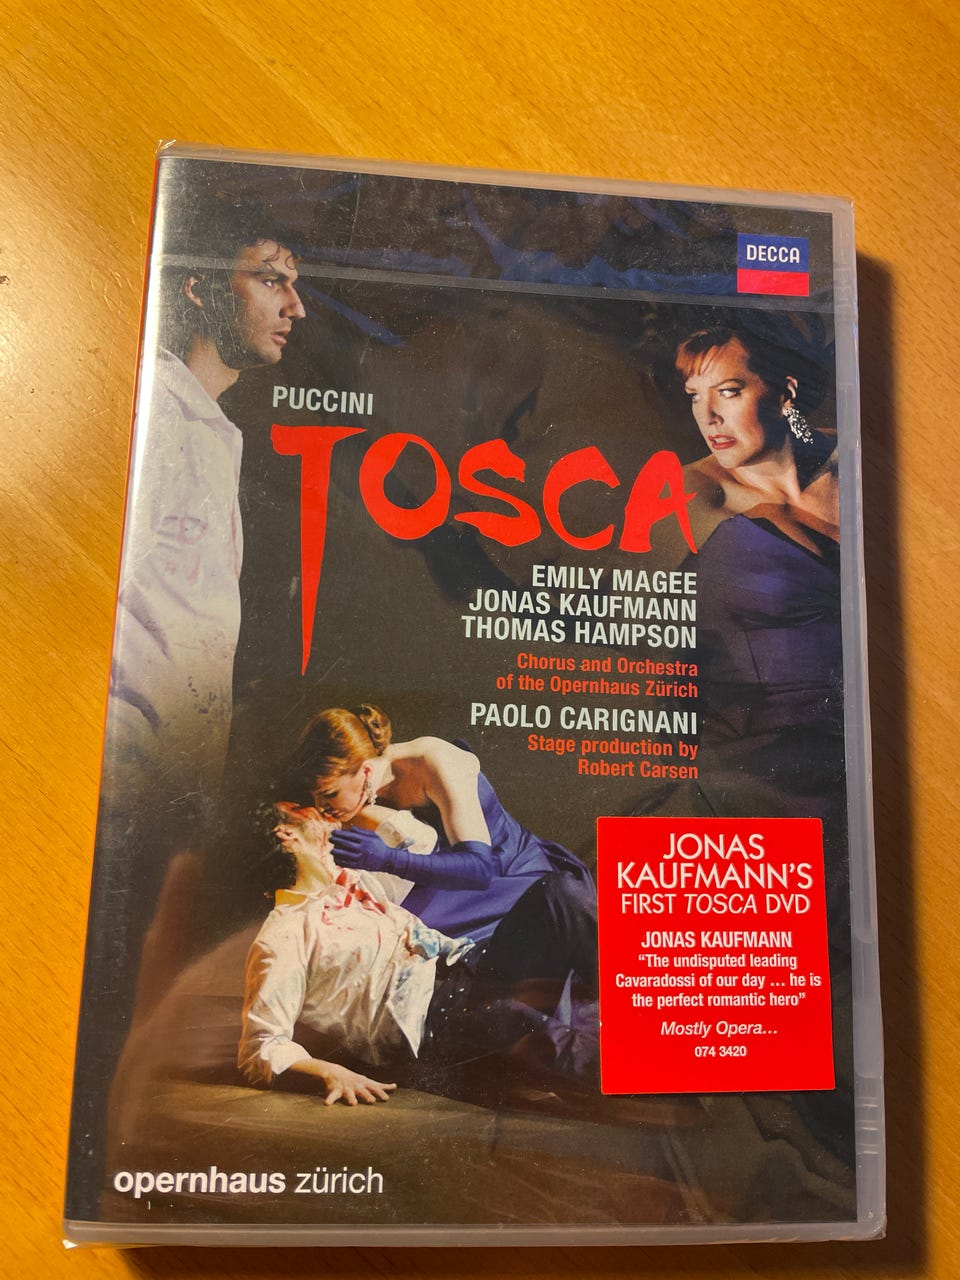 DECCA
PUCCINI
TOSCA
EMILY MAGEE
JONAS KAUFMANN
THOMAS HAMPSON
Chorus and Orchestra
of the Opernhaus Zürich
PAOLO CARIGNANI
Stage production by
Robert Carsen
JONAS
KAUFMANN'S
FIRST TOSCA DVD
JONAS KAUFMANN
“The undisputed leading
Cavaradossi of our day ... he is
the perfect romantic hero”
Mostly Opera...
074 3420
opernhaus zürich